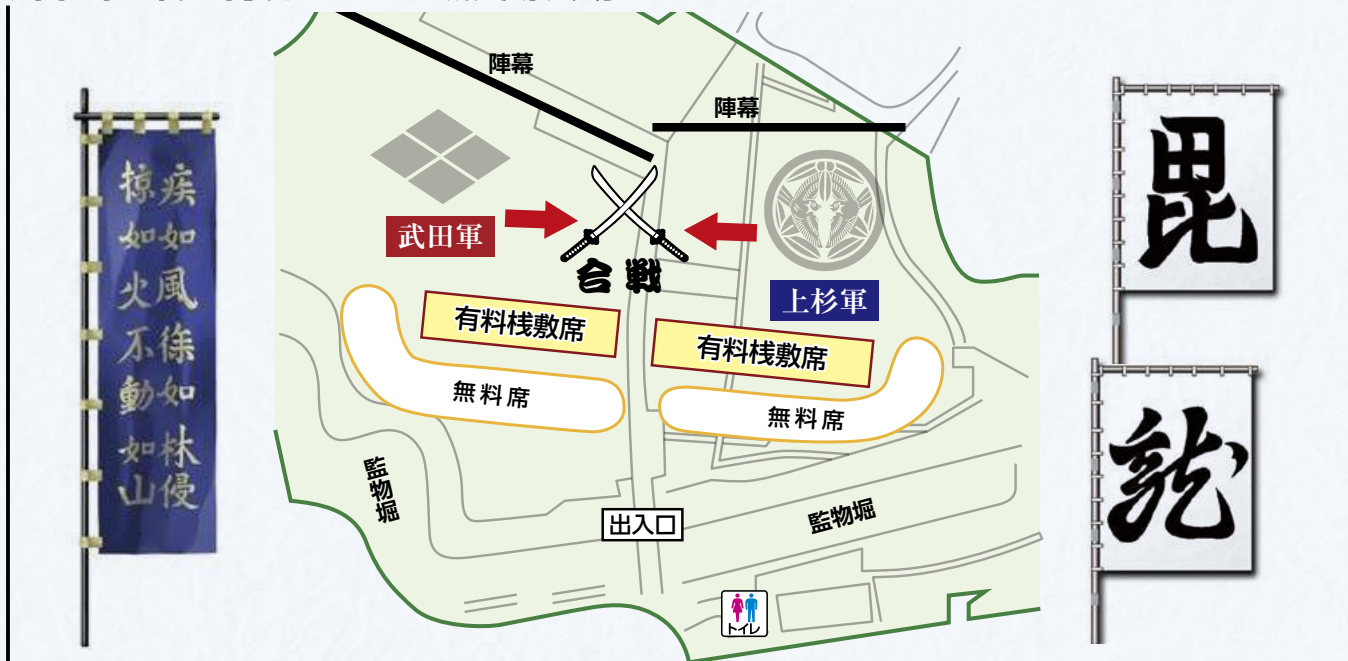 陣幕
陣幕
武田軍
合戦
上杉軍
有料桟敷席
有料桟敷席
無料席
無料席
監物堀
監物堀
出入口
トイレ
疾如風徐如林侵
掠如火不動如山
毘
龍